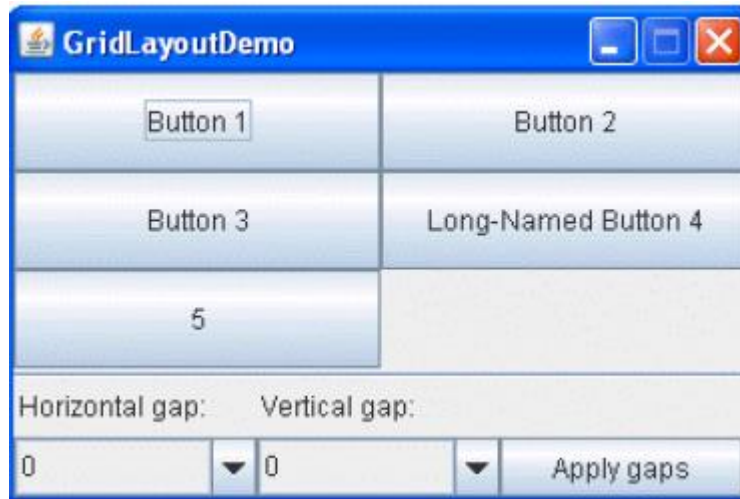 GridLayoutDemo
Button 1 Button 2
Button 3 Long-Named Button 4
5
Horizontal gap: Vertical gap:
0 0 Apply gaps